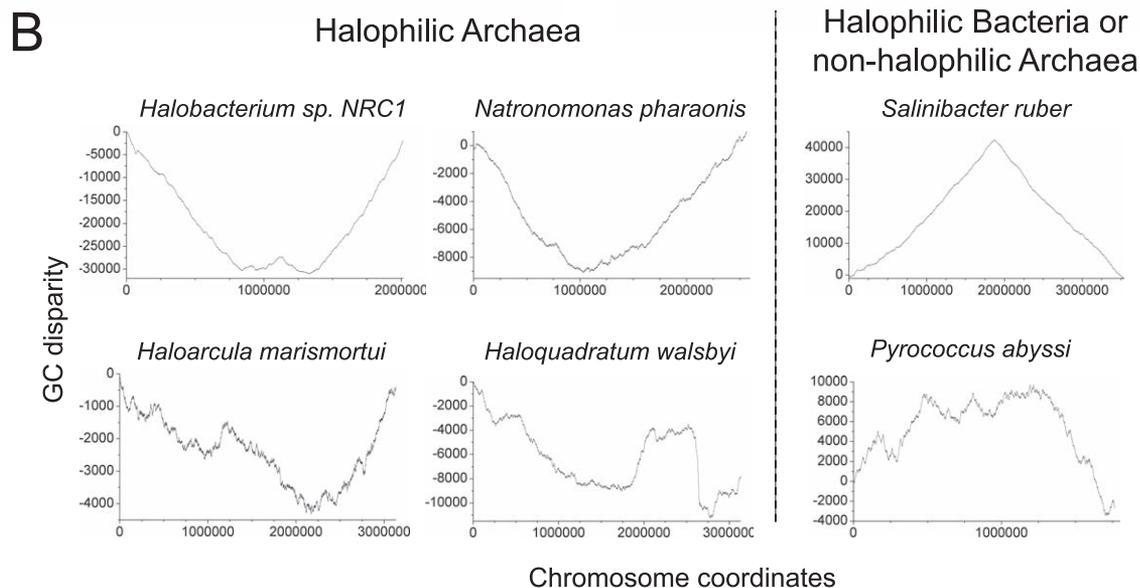 B
Halophilic Archaea
Halophilic Bacteria or
non-halophilic Archaea
Halobacterium sp. NRC1
Natronomonas pharaonis
Salinibacter ruber
0
-5000
-10000
-15000
-20000
-25000
-30000
0 1000000 2000000
0
-2000
-4000
-6000
-8000
0 1000000 2000000
40000
30000
20000
10000
0
0 1000000 2000000 3000000
GC disparity
Haloarcula marismortui
Haloquadratum walsbyi
Pyrococcus abyssi
0
-1000
-2000
-3000
-4000
0 1000000 2000000 3000000
0
-2000
-4000
-6000
-8000
-10000
0 1000000 2000000 3000000
10000
8000
6000
4000
2000
0
-2000
-4000
0 1000000
Chromosome coordinates